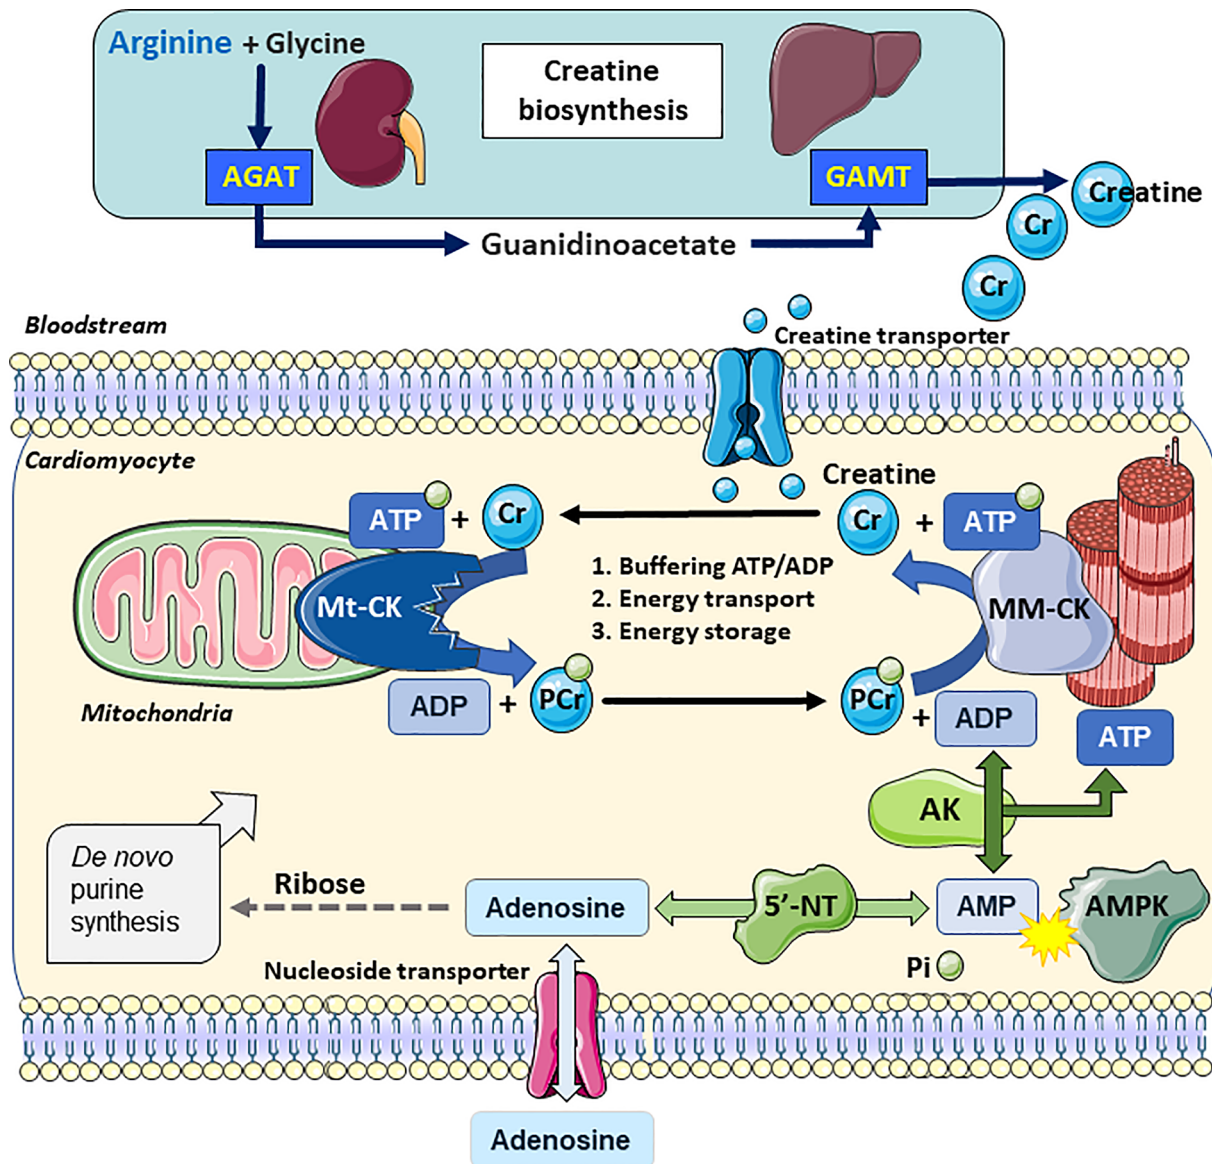 Arginine + Glycine
Creatine
biosynthesis
AGAT
GAMT
Creatine
Guanidinoacetate
Cr
Cr
Bloodstream
Creatine transporter
Cardiomyocyte
Creatine
ATP + Cr
Cr + ATP
1. Buffering ATP/ADP
2. Energy transport
3. Energy storage
Mt-CK
MM-CK
Mitochondria
ADP + PCr
PCr + ADP
ATP
AK
De novo
purine
synthesis
Ribose
Adenosine
5’-NT
AMP
AMPK
Pi
Nucleoside transporter
Adenosine